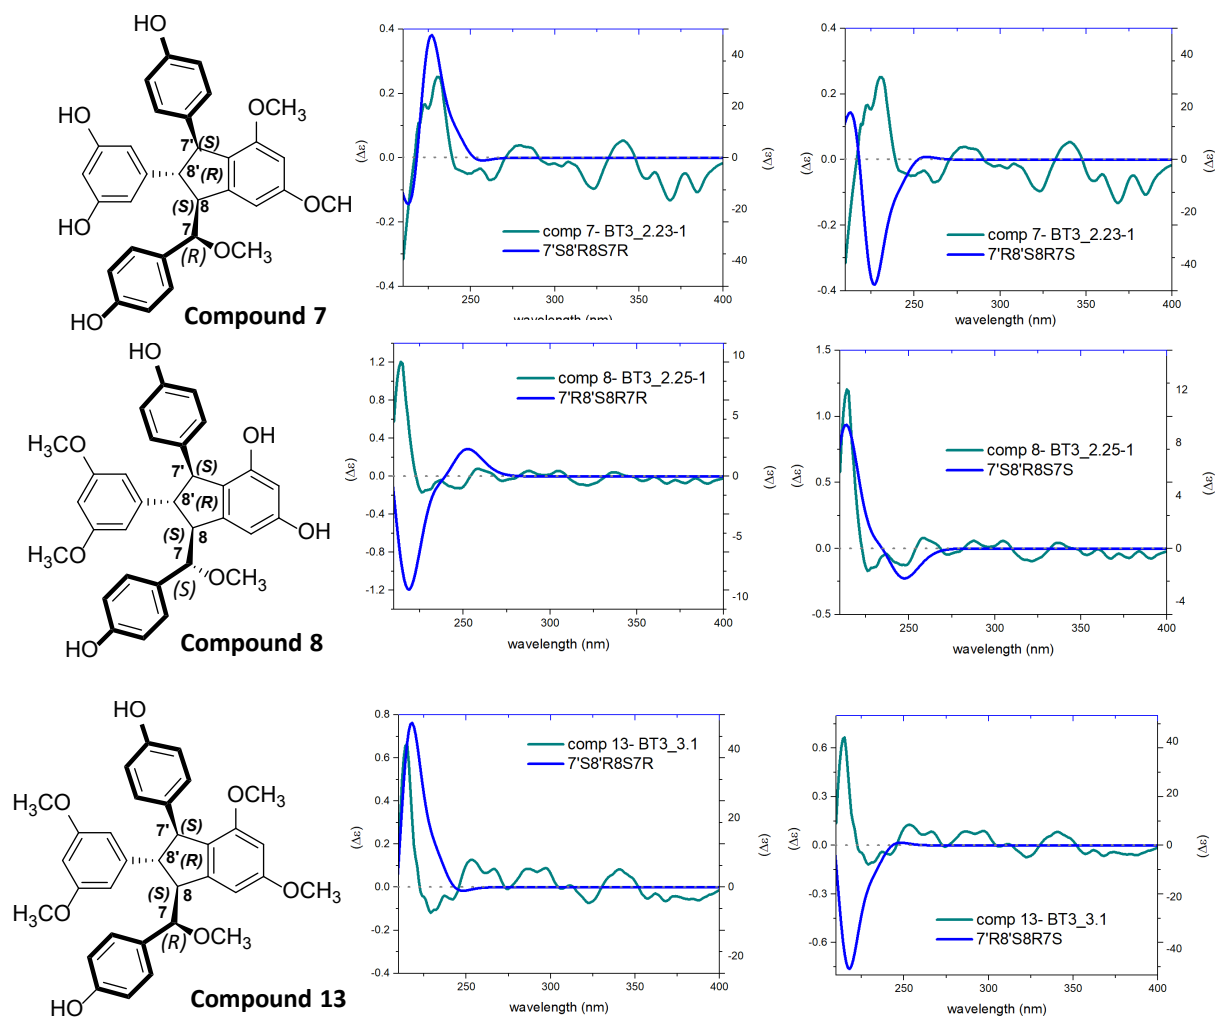 HO
OCH3
HO
7' (S)
8' (R)
(S) 8
OCH
HO
7
(R)
OCH3
HO
Compound 7
0.4
0.2
0.0
-0.2
-0.4
(Δε)
40
20
0
-20
-40
(Δε)
comp 7- BT3_2.23-1
7'S8'R8S7R
250
300
350
400
wavelength (nm)
0.4
0.2
0.0
-0.2
-0.4
(Δε)
40
20
0
-20
-40
(Δε)
comp 7- BT3_2.23-1
7'R8'S8R7S
250
300
350
400
wavelength (nm)
HO
OH
H3CO
7' (S)
8' (R)
(S) 8
OH
H3CO
7
(S)
OCH3
HO
Compound 8
1.2
0.8
0.4
0.0
-0.4
-0.8
-1.2
(Δε)
10
5
0
-5
-10
(Δε)
comp 8- BT3_2.25-1
7'R8'S8R7R
250
300
350
400
wavelength (nm)
1.5
1.0
0.5
0.0
-0.5
(Δε)
12
8
4
0
-4
(Δε)
comp 8- BT3_2.25-1
7'S8'R8S7S
250
300
350
400
wavelength (nm)
HO
OCH3
H3CO
7' (S)
8' (R)
(S) 8
OCH3
H3CO
7
(R)
OCH3
HO
Compound 13
0.8
0.6
0.4
0.2
0.0
-0.2
-0.4
(Δε)
40
20
0
-20
(Δε)
comp 13- BT3_3.1
7'S8'R8S7R
250
300
350
400
wavelength (nm)
0.6
0.3
0.0
-0.3
-0.6
(Δε)
40
20
0
-20
-40
(Δε)
comp 13- BT3_3.1
7'R8'S8R7S
250
300
350
400
wavelength (nm)